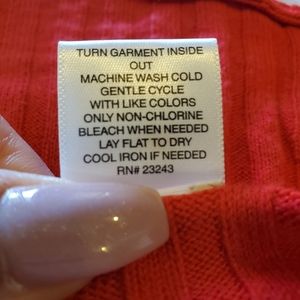 TURN GARMENT INSIDE
OUT
MACHINE WASH COLD
GENTLE CYCLE
WITH LIKE COLORS
ONLY NON-CHLORINE
BLEACH WHEN NEEDED
LAY FLAT TO DRY
COOL IRON IF NEEDED
RN# 23243